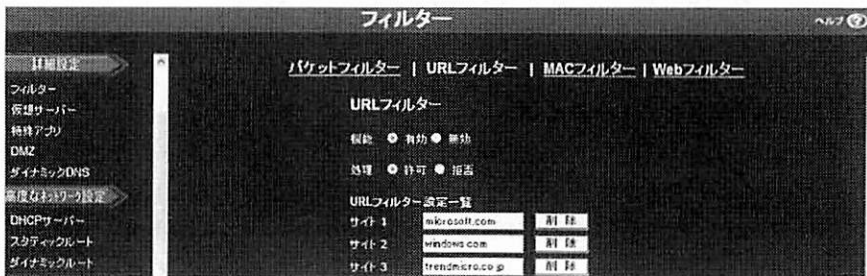 フィルター
ヘルプ
詳細設定
フィルター
仮想サーバー
特殊アプリ
DMZ
ダイナミックDNS
高度なネットワーク設定
DHCPサーバー
スタティックルート
ダイナミックルート
パケットフィルター | URLフィルター | MACフィルター | Webフィルター
URLフィルター
機能 有効 無効
処理 許可 拒否
URLフィルター設定一覧
サイト 1 microsoft.com 削 除
サイト 2 windows.com 削 除
サイト 3 trendmicro.co.jp 削 除